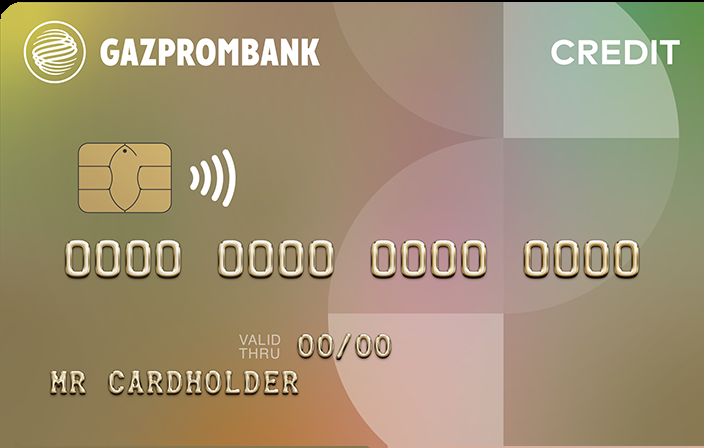 GAZPROMBANK
CREDIT
0000 0000 0000 0000
VALID
THRU 00/00
MR CARDHOLDER